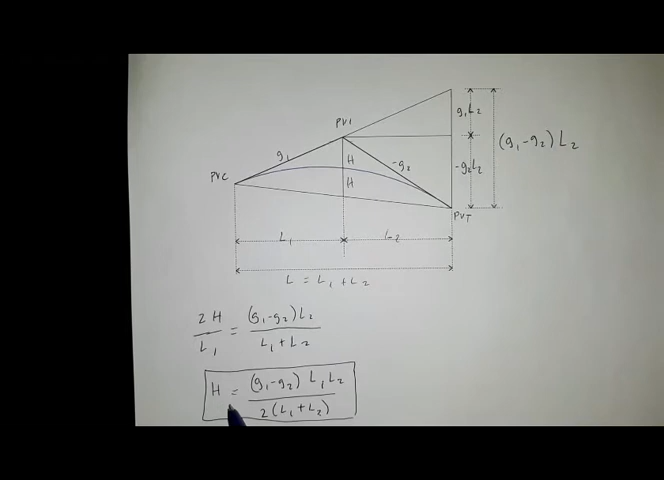 g₁L₂
PVI
(g₁-g₂) L₂
g₁
H
-g₂
-g₂L₂
PVC
H
PVT
L₁
L₂
L = L₁ + L₂
2H / L₁ = (g₁-g₂)L₂ / L₁+L₂
H = (g₁-g₂) L₁L₂ / 2(L₁+L₂)